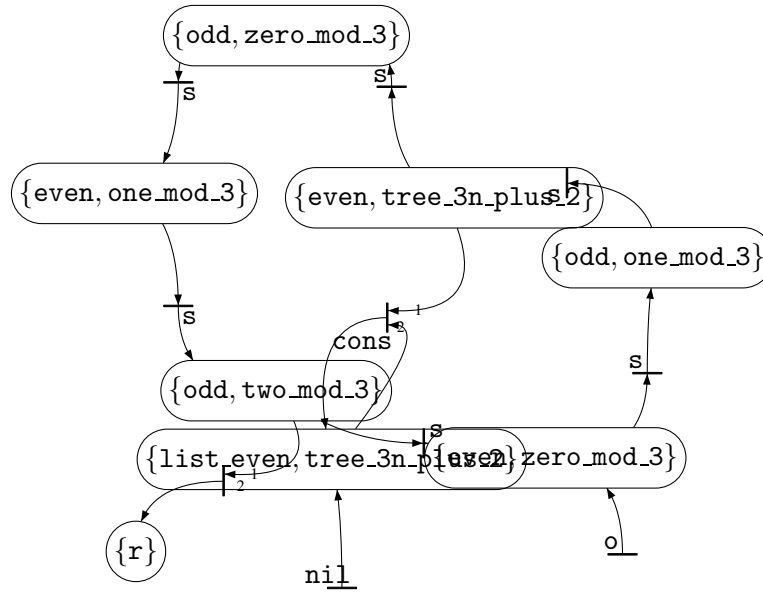 {odd, zero_mod_3}
s
s
{even, one_mod_3}
{even, tree_3n_plus_2}
s
{odd, one_mod_3}
s
1
2
cons
s
{odd, two_mod_3}
s
{list_even, tree_3n_plus_2}
{even, zero_mod_3}
1
2
{r}
o
nil